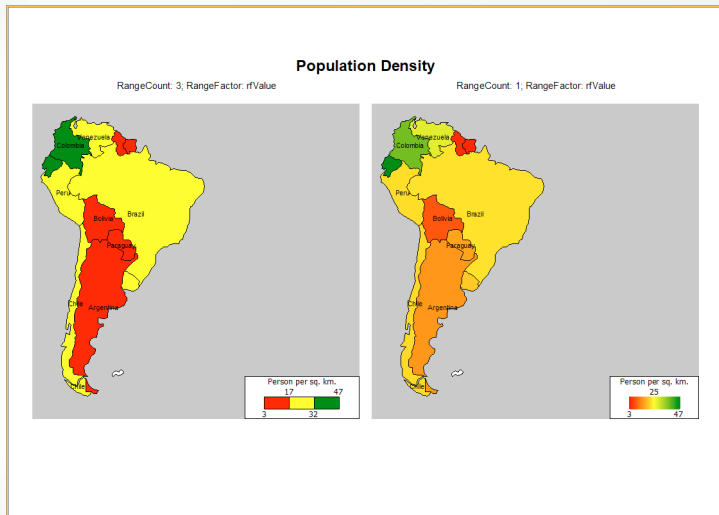 Population Density
RangeCount: 3; RangeFactor: rfValue
Venezuela
Colombia
Peru
Brazil
Bolivia
Paraguay
Chile
Argentina
Chile
Person per sq. km.
17 47
3 32
RangeCount: 1; RangeFactor: rfValue
Venezuela
Colombia
Peru
Brazil
Bolivia
Paraguay
Chile
Argentina
Chile
Person per sq. km.
25
3 47